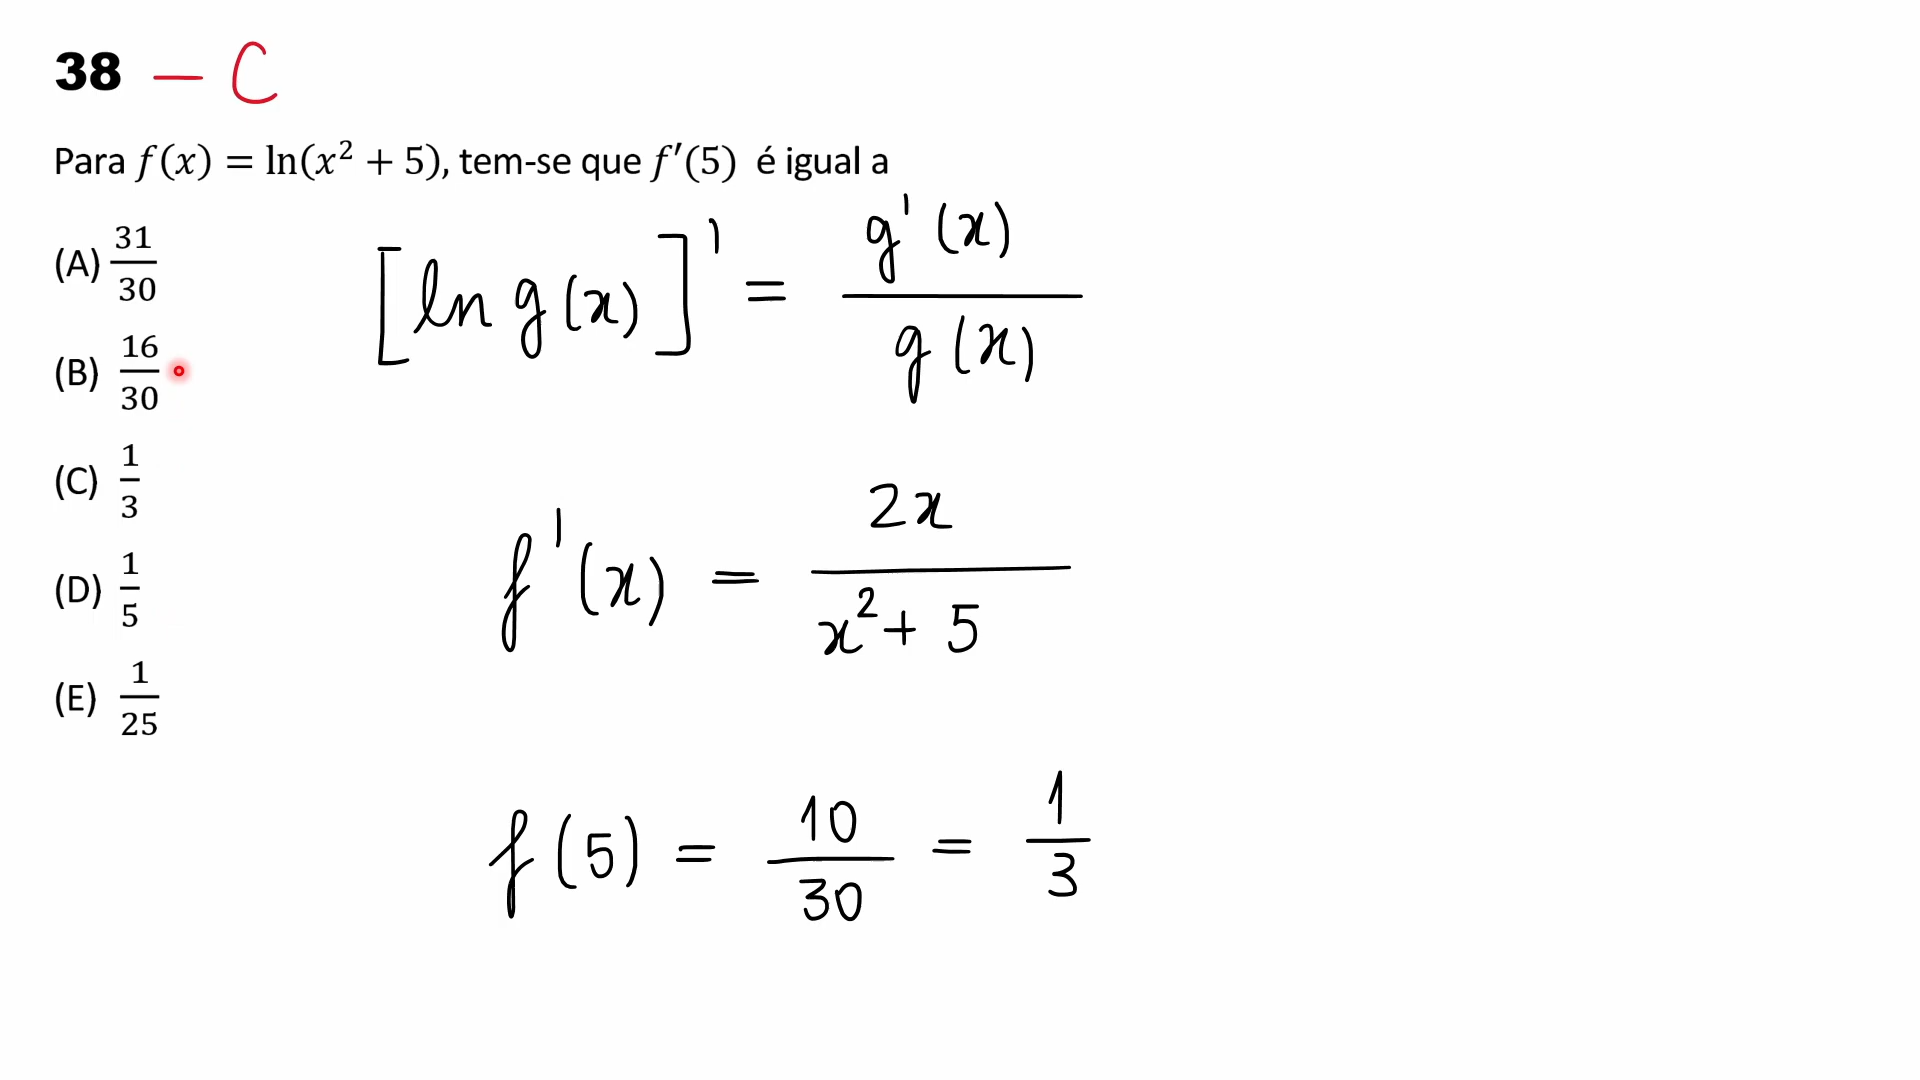 38 — C
Para f(x) = ln(x² + 5), tem-se que f′(5) é igual a
(A) 31/30
(B) 16/30
(C) 1/3
(D) 1/5
(E) 1/25
[ln g(x)]' = g'(x)/g(x)
f'(x) = 2x/(x² + 5)
f(5) = 10/30 = 1/3